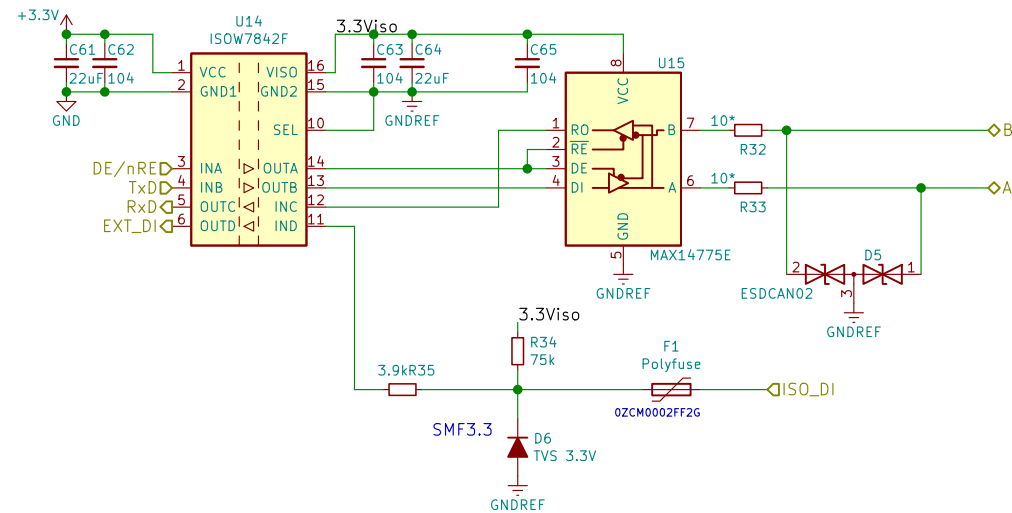 +3.3V
U14
ISOW7842F
3.3Viso
C61
C62
22uF
104
C63
C64
C65
104
22uF
104
GND
GNDREF
1
VCC
VISO
16
2
GND1
GND2
15
SEL
10
DE/nRE
3
INA
OUTA
14
TxD
4
INB
OUTB
13
RxD
5
OUTC
INC
12
EXT_DI
6
OUTD
IND
11
U15
8
VCC
1
RO
B
7
2
RE
3
DE
4
DI
A
6
GND
5
MAX14775E
GNDREF
10*
R32
B
10*
R33
A
D5
2
1
3
ESDCAN02
GNDREF
3.3Viso
R34
75k
3.9k
R35
F1
Polyfuse
0ZCM0002FF2G
ISO_DI
SMF3.3
D6
TVS 3.3V
GNDREF